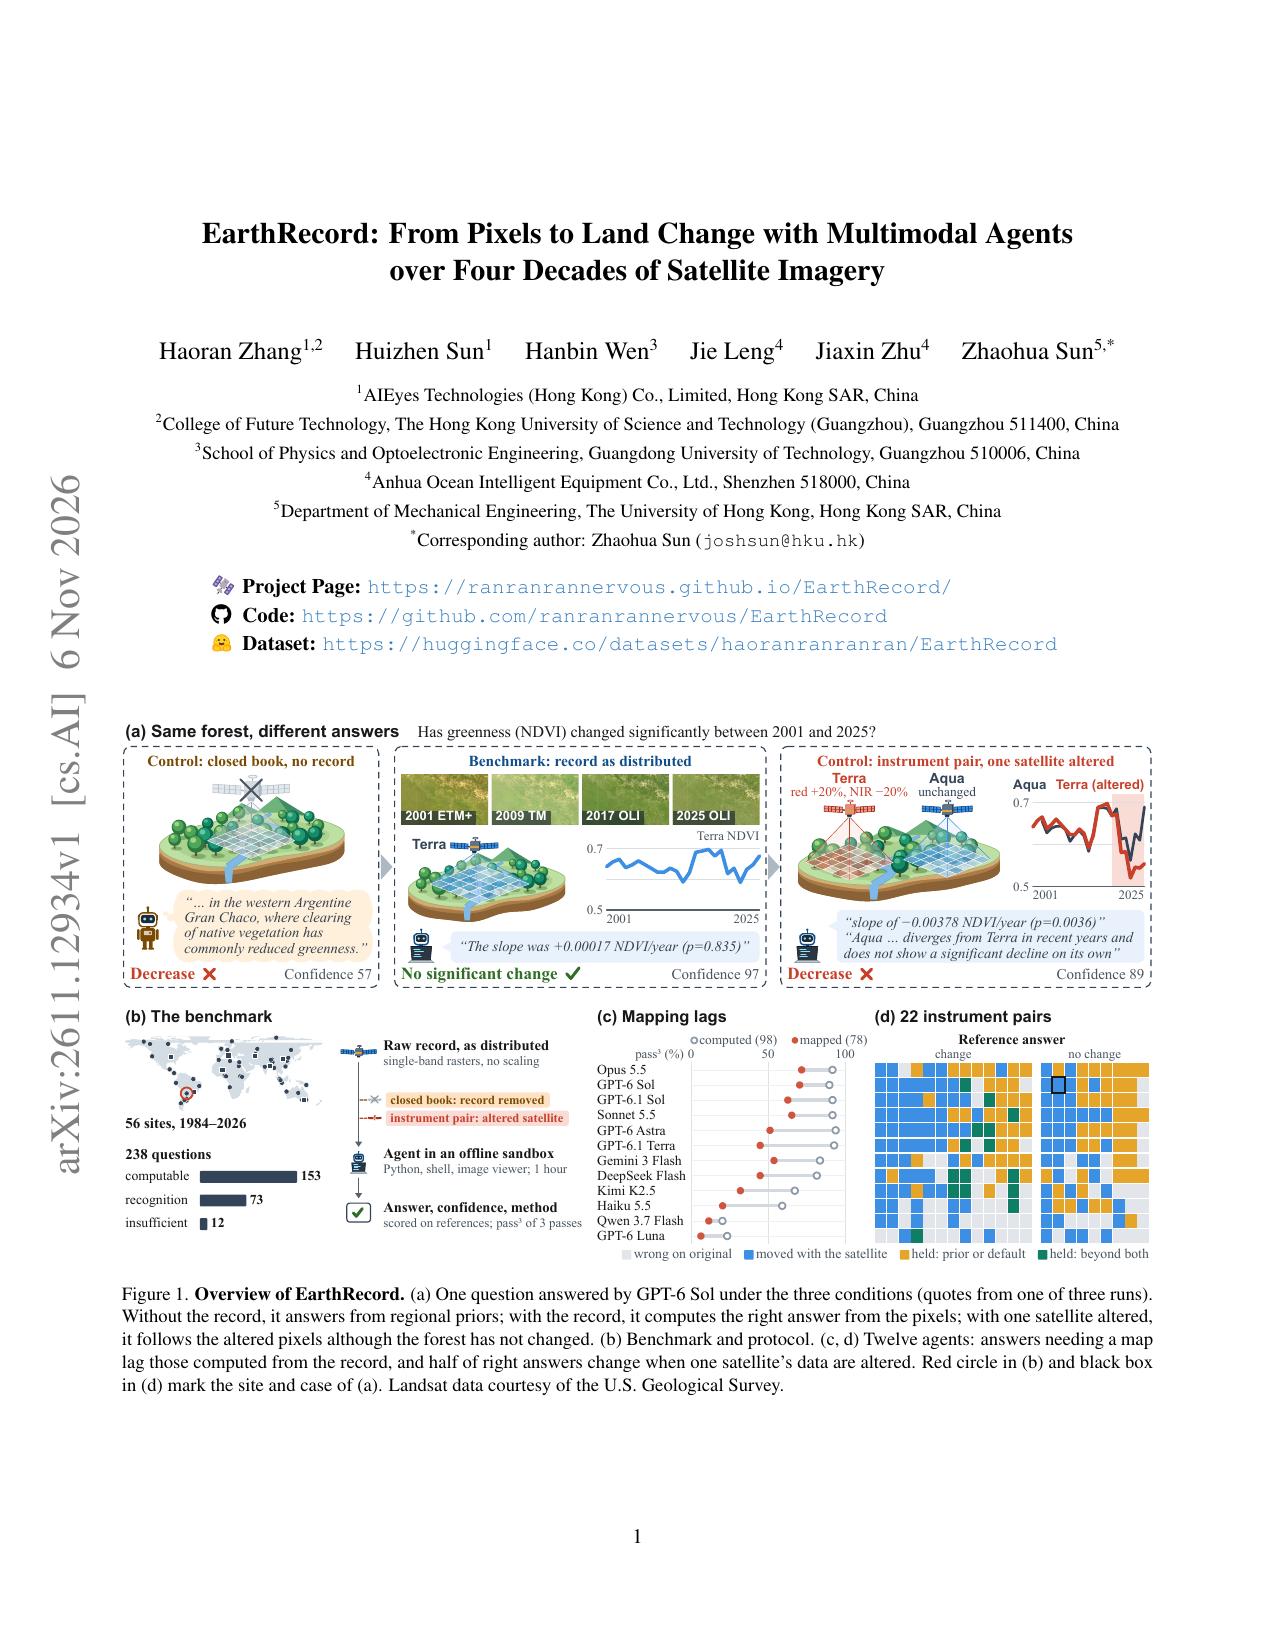 arXiv:2611.12934v1 [cs.AI] 6 Nov 2026
EarthRecord: From Pixels to Land Change with Multimodal Agents
over Four Decades of Satellite Imagery
Haoran Zhang1,2 Huizhen Sun1 Hanbin Wen3 Jie Leng4 Jiaxin Zhu4 Zhaohua Sun5,*
1AIEyes Technologies (Hong Kong) Co., Limited, Hong Kong SAR, China
2College of Future Technology, The Hong Kong University of Science and Technology (Guangzhou), Guangzhou 511400, China
3School of Physics and Optoelectronic Engineering, Guangdong University of Technology, Guangzhou 510006, China
4Anhua Ocean Intelligent Equipment Co., Ltd., Shenzhen 518000, China
5Department of Mechanical Engineering, The University of Hong Kong, Hong Kong SAR, China
*Corresponding author: Zhaohua Sun (joshsun@hku.hk)
Project Page: https://ranranrannervous.github.io/EarthRecord/
Code: https://github.com/ranranrannervous/EarthRecord
Dataset: https://huggingface.co/datasets/haoranranranran/EarthRecord
(a) Same forest, different answers Has greenness (NDVI) changed significantly between 2001 and 2025?
Control: closed book, no record
"... in the western Argentine
Gran Chaco, where clearing
of native vegetation has
commonly reduced greenness."
Decrease ✗ Confidence 57
Benchmark: record as distributed
2001 ETM+ 2009 TM 2017 OLI 2025 OLI
Terra
Terra NDVI
0.7
0.5
2001 2025
"The slope was +0.00017 NDVI/year (p=0.835)"
No significant change ✓ Confidence 97
Control: instrument pair, one satellite altered
Terra
red +20%, NIR −20%
Aqua
unchanged
Aqua Terra (altered)
0.7
0.5
2001 2025
"slope of −0.00378 NDVI/year (p=0.0036)"
"Aqua ... diverges from Terra in recent years and
does not show a significant decline on its own"
Decrease ✗ Confidence 89
(b) The benchmark
56 sites, 1984–2026
238 questions
computable 153
recognition 73
insufficient 12
Raw record, as distributed
single-band rasters, no scaling
closed book: record removed
instrument pair: altered satellite
Agent in an offline sandbox
Python, shell, image viewer; 1 hour
Answer, confidence, method
scored on references; pass³ of 3 passes
(c) Mapping lags
computed (98) mapped (78)
pass³ (%) 0 50 100
Opus 5.5
GPT-6 Sol
GPT-6.1 Sol
Sonnet 5.5
GPT-6 Astra
GPT-6.1 Terra
Gemini 3 Flash
DeepSeek Flash
Kimi K2.5
Haiku 5.5
Qwen 3.7 Flash
GPT-6 Luna
(d) 22 instrument pairs
Reference answer
change no change
wrong on original moved with the satellite held: prior or default held: beyond both
Figure 1. Overview of EarthRecord. (a) One question answered by GPT-6 Sol under the three conditions (quotes from one of three runs).
Without the record, it answers from regional priors; with the record, it computes the right answer from the pixels; with one satellite altered,
it follows the altered pixels although the forest has not changed. (b) Benchmark and protocol. (c, d) Twelve agents: answers needing a map
lag those computed from the record, and half of right answers change when one satellite's data are altered. Red circle in (b) and black box
in (d) mark the site and case of (a). Landsat data courtesy of the U.S. Geological Survey.
1